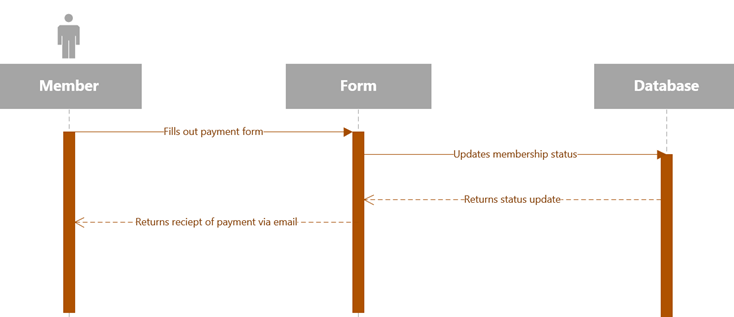 Member
Form
Database
Fills out payment form
Updates membership status
Returns status update
Returns reciept of payment via email